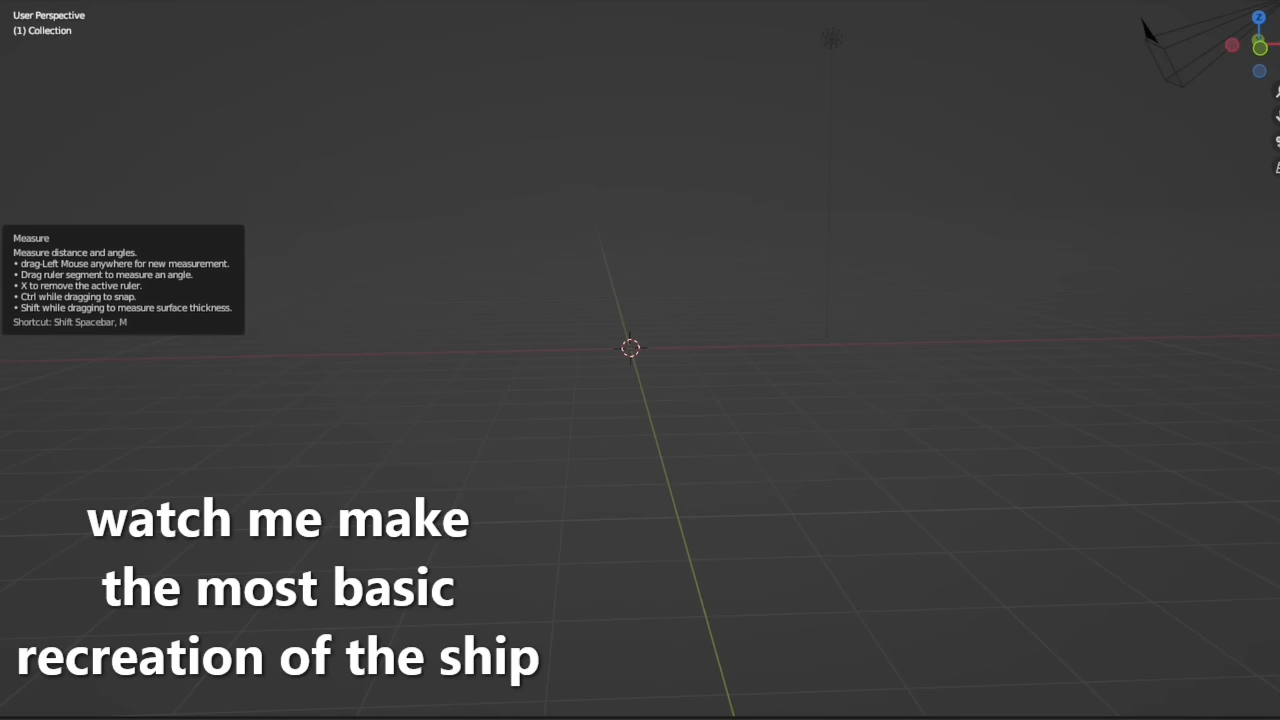 User Perspective
(1) Collection
Z
Measure
Measure distance and angles.
• drag-Left Mouse anywhere for new measurement.
• Drag ruler segment to measure an angle.
• X to remove the active ruler.
• Ctrl while dragging to snap.
• Shift while dragging to measure surface thickness.
Shortcut: Shift Spacebar, M
watch me make
the most basic
recreation of the ship